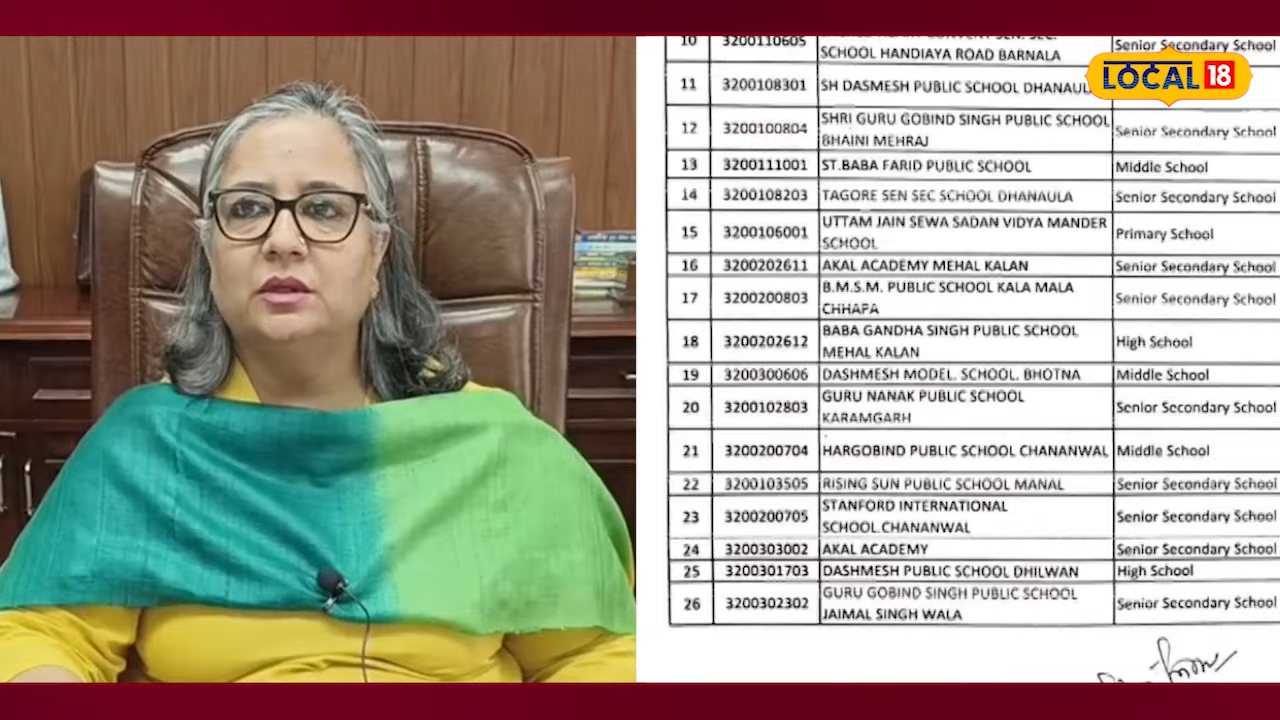 LOCAL 18
10 3200110605 SCHOOL HANDIAYA ROAD BARNALA Senior Secondary School
11 3200108301 SH DASMESH PUBLIC SCHOOL DHANAULA
12 3200100804 SHRI GURU GOBIND SINGH PUBLIC SCHOOL
BHAINI MEHRAJ Senior Secondary School
13 3200111001 ST.BABA FARID PUBLIC SCHOOL Middle School
14 3200108203 TAGORE SEN SEC SCHOOL DHANAULA Senior Secondary School
15 3200106001 UTTAM JAIN SEWA SADAN VIDYA MANDER
SCHOOL Primary School
16 3200202611 AKAL ACADEMY MEHAL KALAN Senior Secondary School
17 3200200803 B.M.S.M. PUBLIC SCHOOL KALA MALA
CHHAPA Senior Secondary School
18 3200202612 BABA GANDHA SINGH PUBLIC SCHOOL
MEHAL KALAN High School
19 3200300606 DASHMESH MODEL. SCHOOL. BHOTNA Middle School
20 3200102803 GURU NANAK PUBLIC SCHOOL
KARAMGARH Senior Secondary School
21 3200200704 HARGOBIND PUBLIC SCHOOL CHANANWAL Middle School
22 3200103505 RISING SUN PUBLIC SCHOOL MANAL Senior Secondary School
23 3200200705 STANFORD INTERNATIONAL
SCHOOL.CHANANWAL Senior Secondary School
24 3200303002 AKAL ACADEMY Senior Secondary School
25 3200301703 DASHMESH PUBLIC SCHOOL DHILWAN High School
26 3200302302 GURU GOBIND SINGH PUBLIC SCHOOL
JAIMAL SINGH WALA Senior Secondary School